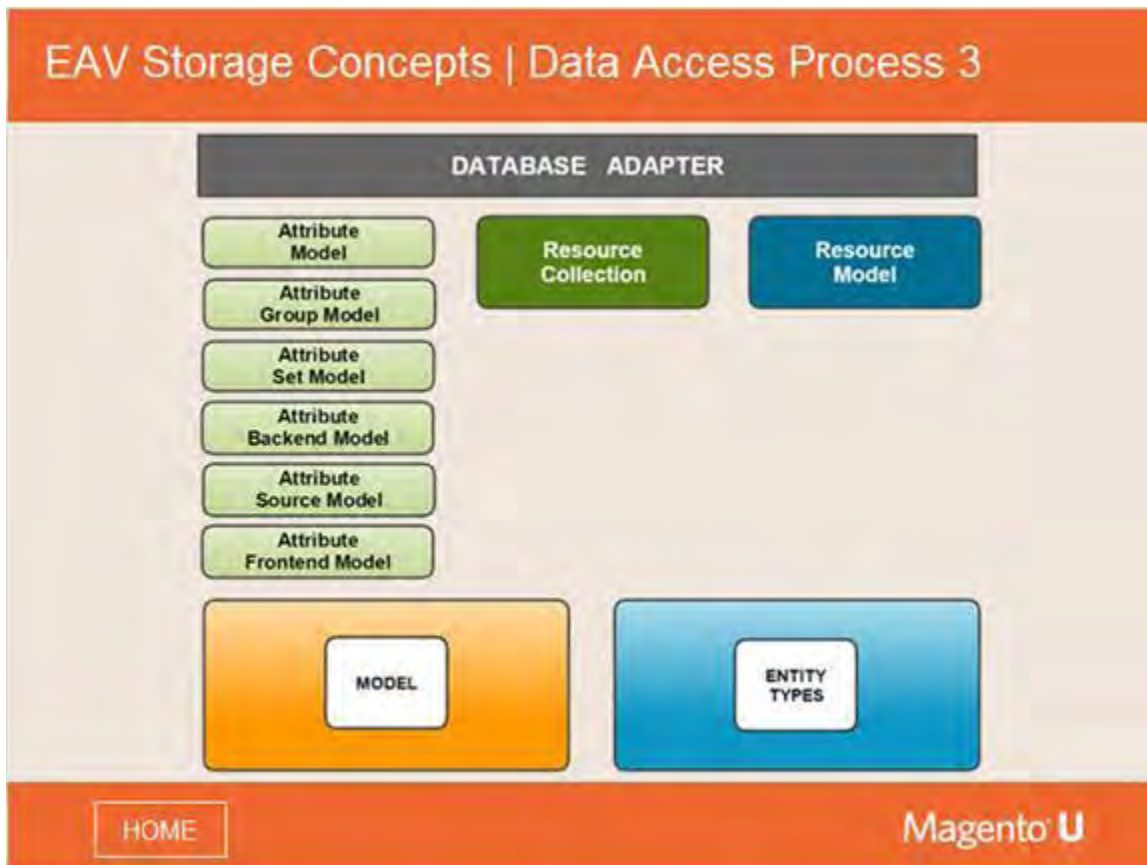 EAV Storage Concepts | Data Access Process 3
DATABASE ADAPTER
Attribute
Model
Attribute
Group Model
Attribute
Set Model
Attribute
Backend Model
Attribute
Source Model
Attribute
Frontend Model
Resource
Collection
Resource
Model
MODEL
ENTITY
TYPES
HOME
Magento U